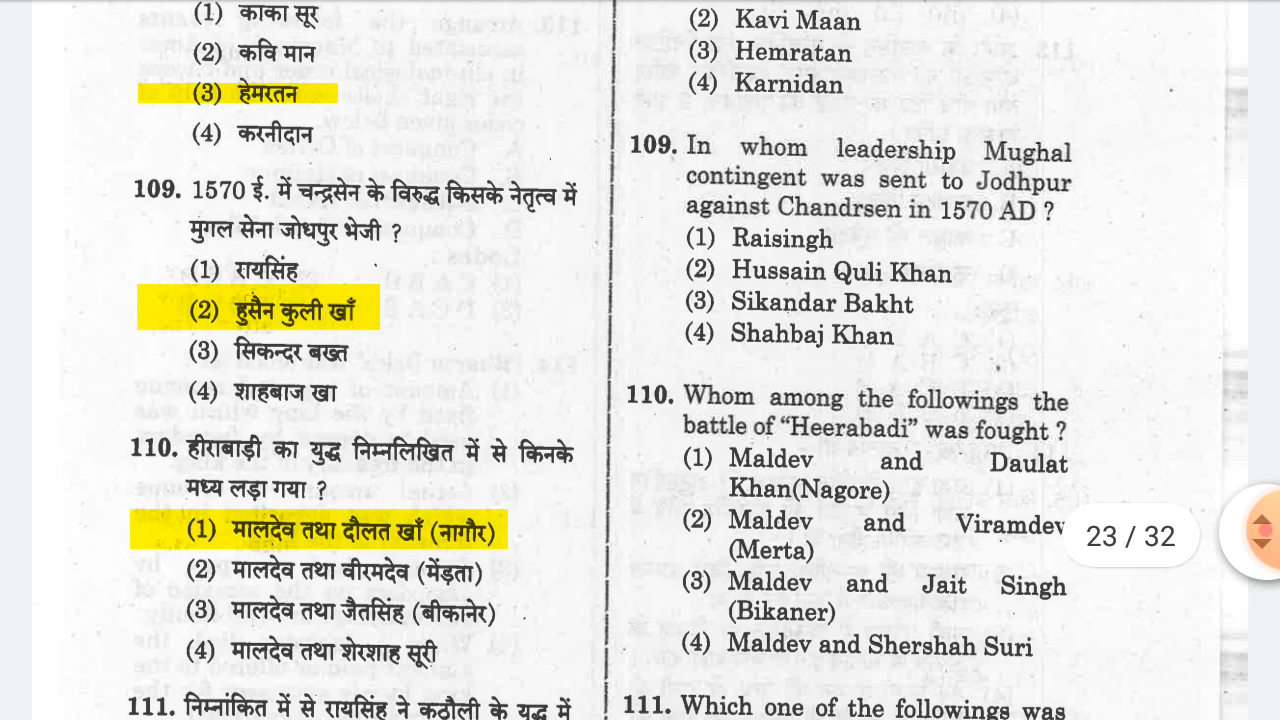 (1) काका सूर्
(2) कवि मान
(3) हेमरतन
(4) करनीदान
109. 1570 ई. में चन्द्रसेन के विरुद्ध किसके नेतृत्व में
मुगल सेना जोधपुर भेजी ?
(1) रायसिंह
(2) हुसैन कुली खाँ
(3) सिकन्दर बख्त
(4) शाहबाज खा
110. हीराबाड़ी का युद्ध निम्नलिखित में से किनके
मध्य लड़ा गया ?
(1) मालदेव तथा दौलत खाँ (नागौर)
(2) मालदेव तथा वीरमदेव (मेंड़ता)
(3) मालदेव तथा जैतसिंह (बीकानेर)
(4) मालदेव तथा शेरशाह सूरी
111. निम्नांकित में से रायसिंह ने कठौली के युद्ध में
(2) Kavi Maan
(3) Hemratan
(4) Karnidan
109. In whom leadership Mughal
contingent was sent to Jodhpur
against Chandrsen in 1570 AD ?
(1) Raisingh
(2) Hussain Quli Khan
(3) Sikandar Bakht
(4) Shahbaj Khan
110. Whom among the followings the
battle of “Heerabadi” was fought ?
(1) Maldev and Daulat
Khan(Nagore)
(2) Maldev and Viramdev
(Merta)
(3) Maldev and Jait Singh
(Bikaner)
(4) Maldev and Shershah Suri
111. Which one of the followings was
23 / 32